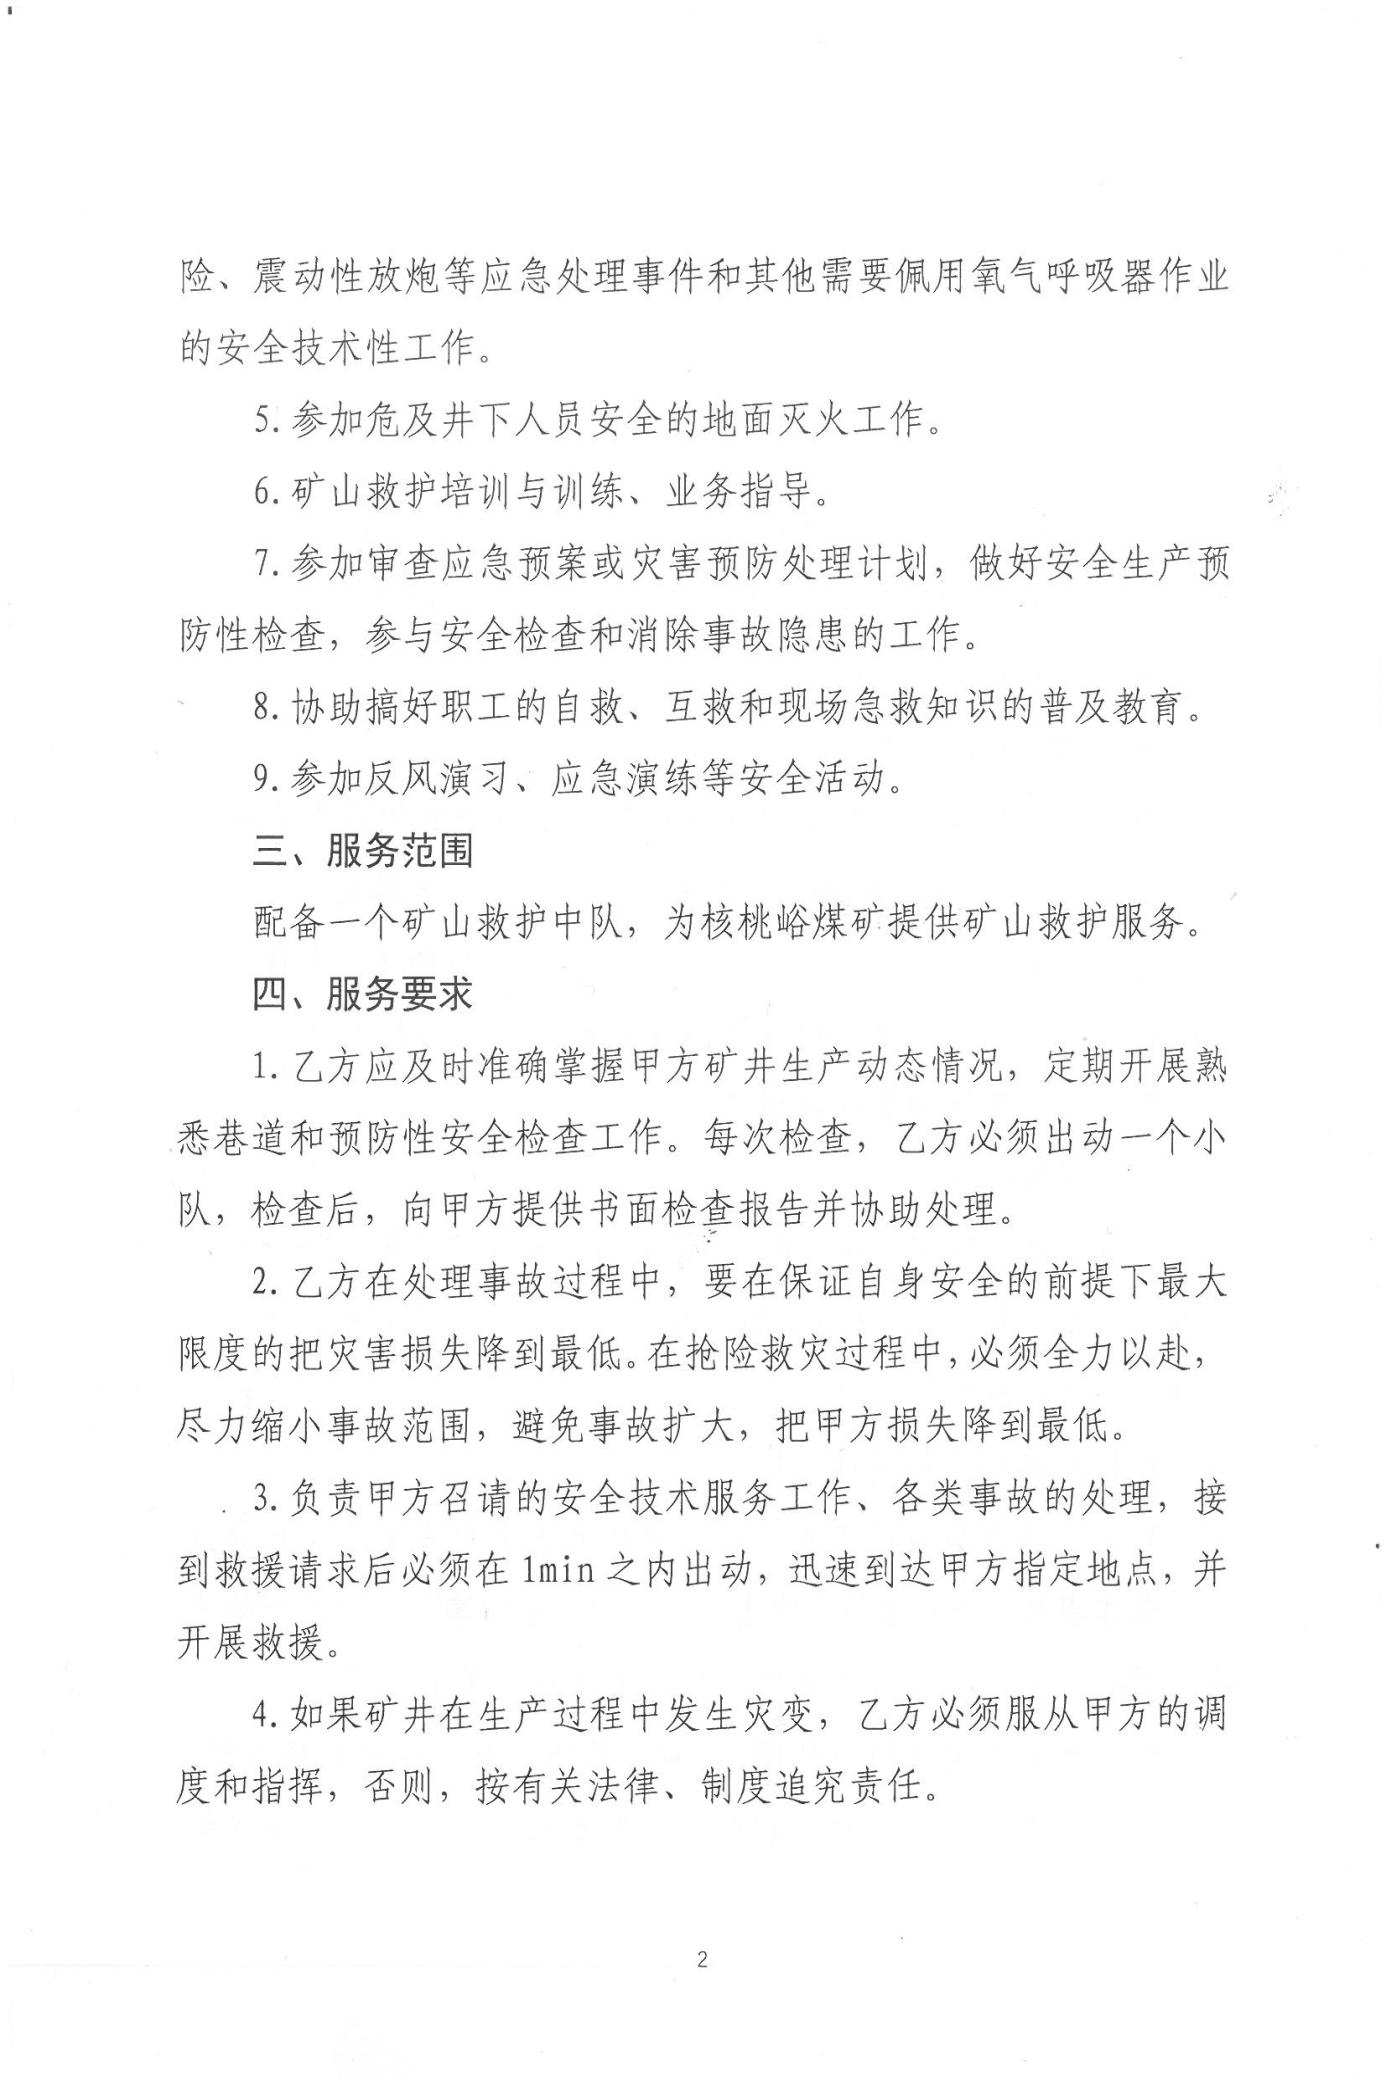 险、震动性放炮等应急处理事件和其他需要佩用氧气呼吸器作业
的安全技术性工作。
5.参加危及井下人员安全的地面灭火工作。
6.矿山救护培训与训练、业务指导。
7.参加审查应急预案或灾害预防处理计划，做好安全生产预
防性检查，参与安全检查和消除事故隐患的工作。
8.协助搞好职工的自救、互救和现场急救知识的普及教育。
9.参加反风演习、应急演练等安全活动。
三、服务范围
配备一个矿山救护中队，为核桃峪煤矿提供矿山救护服务。
四、服务要求
1.乙方应及时准确掌握甲方矿井生产动态情况，定期开展熟
悉巷道和预防性安全检查工作。每次检查，乙方必须出动一个小
队，检查后，向甲方提供书面检查报告并协助处理。
2.乙方在处理事故过程中，要在保证自身安全的前提下最大
限度的把灾害损失降到最低。在抢险救灾过程中，必须全力以赴，
尽力缩小事故范围，避免事故扩大，把甲方损失降到最低。
3.负责甲方召请的安全技术服务工作、各类事故的处理，接
到救援请求后必须在 1min 之内出动，迅速到达甲方指定地点，并
开展救援。
4.如果矿井在生产过程中发生灾变，乙方必须服从甲方的调
度和指挥，否则，按有关法律、制度追究责任。
2